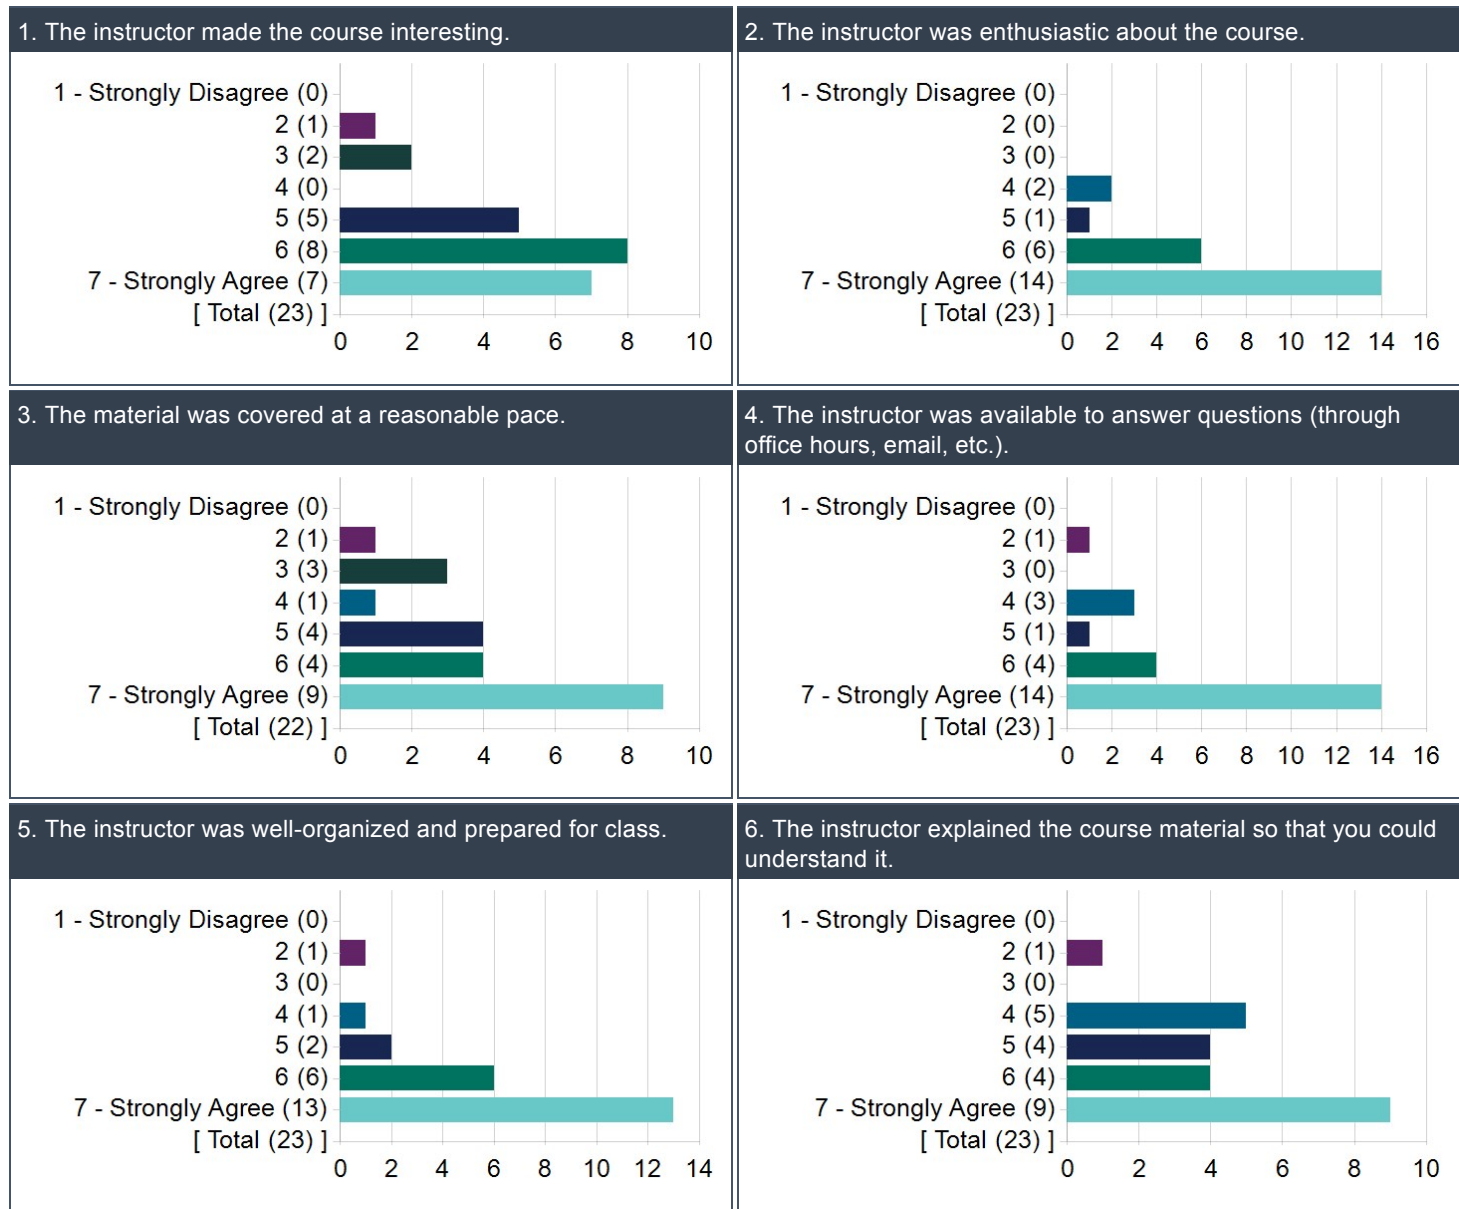 1. The instructor made the course interesting.
1 - Strongly Disagree (0)
2 (1)
3 (2)
4 (0)
5 (5)
6 (8)
7 - Strongly Agree (7)
[ Total (23) ]
0 2 4 6 8 10
2. The instructor was enthusiastic about the course.
1 - Strongly Disagree (0)
2 (0)
3 (0)
4 (2)
5 (1)
6 (6)
7 - Strongly Agree (14)
[ Total (23) ]
0 2 4 6 8 10 12 14 16
3. The material was covered at a reasonable pace.
1 - Strongly Disagree (0)
2 (1)
3 (3)
4 (1)
5 (4)
6 (4)
7 - Strongly Agree (9)
[ Total (22) ]
0 2 4 6 8 10
4. The instructor was available to answer questions (through
office hours, email, etc.).
1 - Strongly Disagree (0)
2 (1)
3 (0)
4 (3)
5 (1)
6 (4)
7 - Strongly Agree (14)
[ Total (23) ]
0 2 4 6 8 10 12 14 16
5. The instructor was well-organized and prepared for class.
1 - Strongly Disagree (0)
2 (1)
3 (0)
4 (1)
5 (2)
6 (6)
7 - Strongly Agree (13)
[ Total (23) ]
0 2 4 6 8 10 12 14
6. The instructor explained the course material so that you could
understand it.
1 - Strongly Disagree (0)
2 (1)
3 (0)
4 (5)
5 (4)
6 (4)
7 - Strongly Agree (9)
[ Total (23) ]
0 2 4 6 8 10